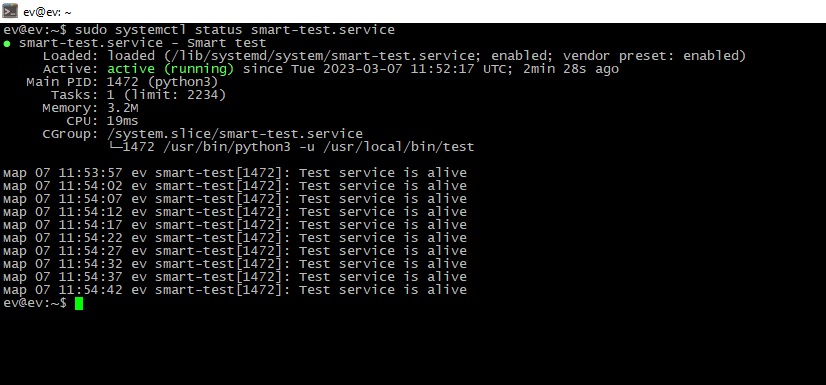 ev@ev: ~
ev@ev:~$ sudo systemctl status smart-test.service
● smart-test.service - Smart test
     Loaded: loaded (/lib/systemd/system/smart-test.service; enabled; vendor preset: enabled)
     Active: active (running) since Tue 2023-03-07 11:52:17 UTC; 2min 28s ago
   Main PID: 1472 (python3)
      Tasks: 1 (limit: 2234)
     Memory: 3.2M
        CPU: 19ms
     CGroup: /system.slice/smart-test.service
             └─1472 /usr/bin/python3 -u /usr/local/bin/test
мар 07 11:53:57 ev smart-test[1472]: Test service is alive
мар 07 11:54:02 ev smart-test[1472]: Test service is alive
мар 07 11:54:07 ev smart-test[1472]: Test service is alive
мар 07 11:54:12 ev smart-test[1472]: Test service is alive
мар 07 11:54:17 ev smart-test[1472]: Test service is alive
мар 07 11:54:22 ev smart-test[1472]: Test service is alive
мар 07 11:54:27 ev smart-test[1472]: Test service is alive
мар 07 11:54:32 ev smart-test[1472]: Test service is alive
мар 07 11:54:37 ev smart-test[1472]: Test service is alive
мар 07 11:54:42 ev smart-test[1472]: Test service is alive
ev@ev:~$